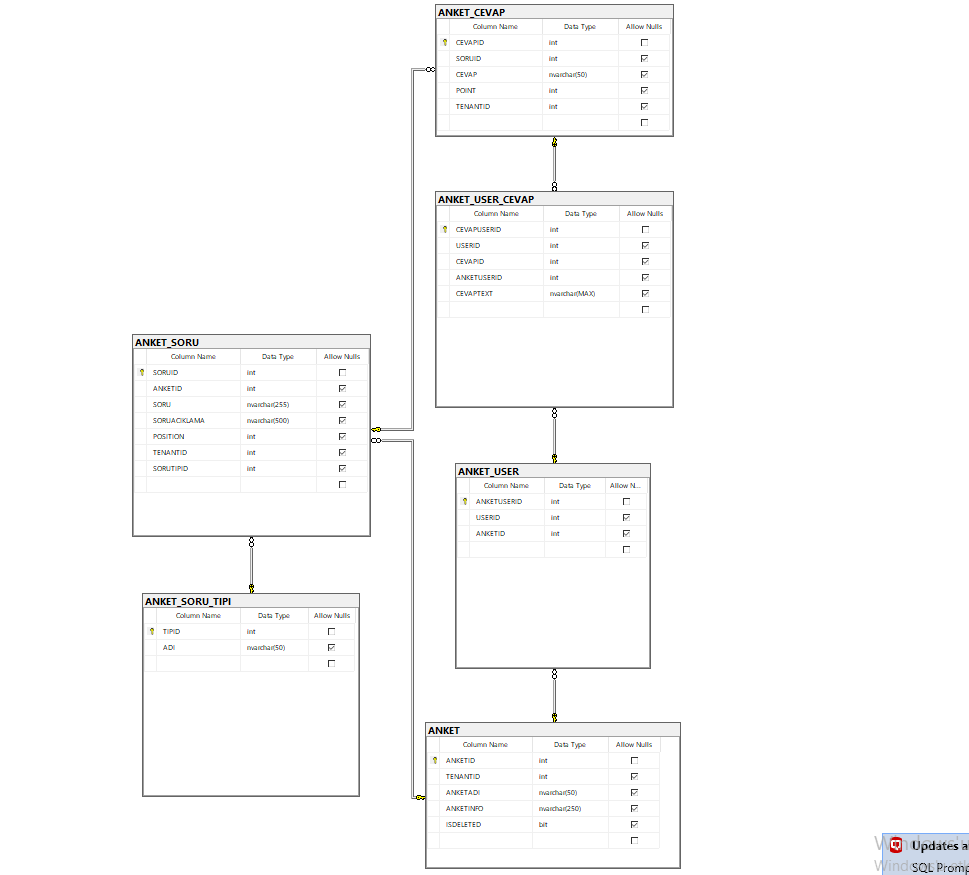 ANKET_CEVAP
Column Name Data Type Allow Nulls
CEVAPID int
SORUID int
CEVAP nvarchar(50)
POINT int
TENANTID int
ANKET_USER_CEVAP
Column Name Data Type Allow Nulls
CEVAPUSERID int
USERID int
CEVAPID int
ANKETUSERID int
CEVAPTEXT nvarchar(MAX)
ANKET_SORU
Column Name Data Type Allow Nulls
SORUID int
ANKETID int
SORU nvarchar(255)
SORUACIKLAMA nvarchar(500)
POSITION int
TENANTID int
SORUTIPID int
ANKET_USER
Column Name Data Type Allow N...
ANKETUSERID int
USERID int
ANKETID int
ANKET_SORU_TIPI
Column Name Data Type Allow Nulls
TIPID int
ADI nvarchar(50)
ANKET
Column Name Data Type Allow Nulls
ANKETID int
TENANTID int
ANKETADI nvarchar(50)
ANKETINFO nvarchar(250)
ISDELETED bit
Updates a
SQL Promp